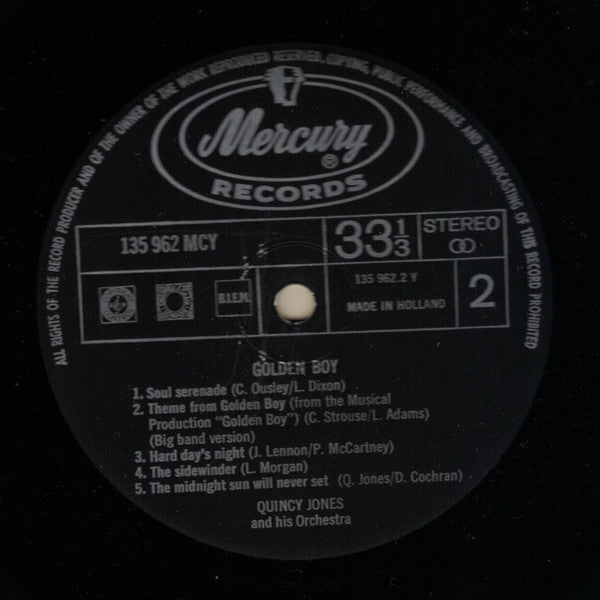 ALL RIGHTS OF THE RECORD PRODUCER AND OF THE OWNER OF THE WORK REPRODUCED RESERVED. COPYING, PUBLIC PERFORMANCE AND BROADCASTING OF THIS RECORD PROHIBITED
Mercury ®
RECORDS
135 962 MCY
33 1/3
STEREO
B.I.E.M.
135 962.2 Y
MADE IN HOLLAND
2
GOLDEN BOY
1. Soul serenade (C. Ousley/L. Dixon)
2. Theme from Golden Boy (from the Musical
Production "Golden Boy") (C. Strouse/L. Adams)
(Big band version)
3. Hard day's night (J. Lennon/P. McCartney)
4. The sidewinder (L. Morgan)
5. The midnight sun will never set (Q. Jones/D. Cochran)
QUINCY JONES
and his Orchestra